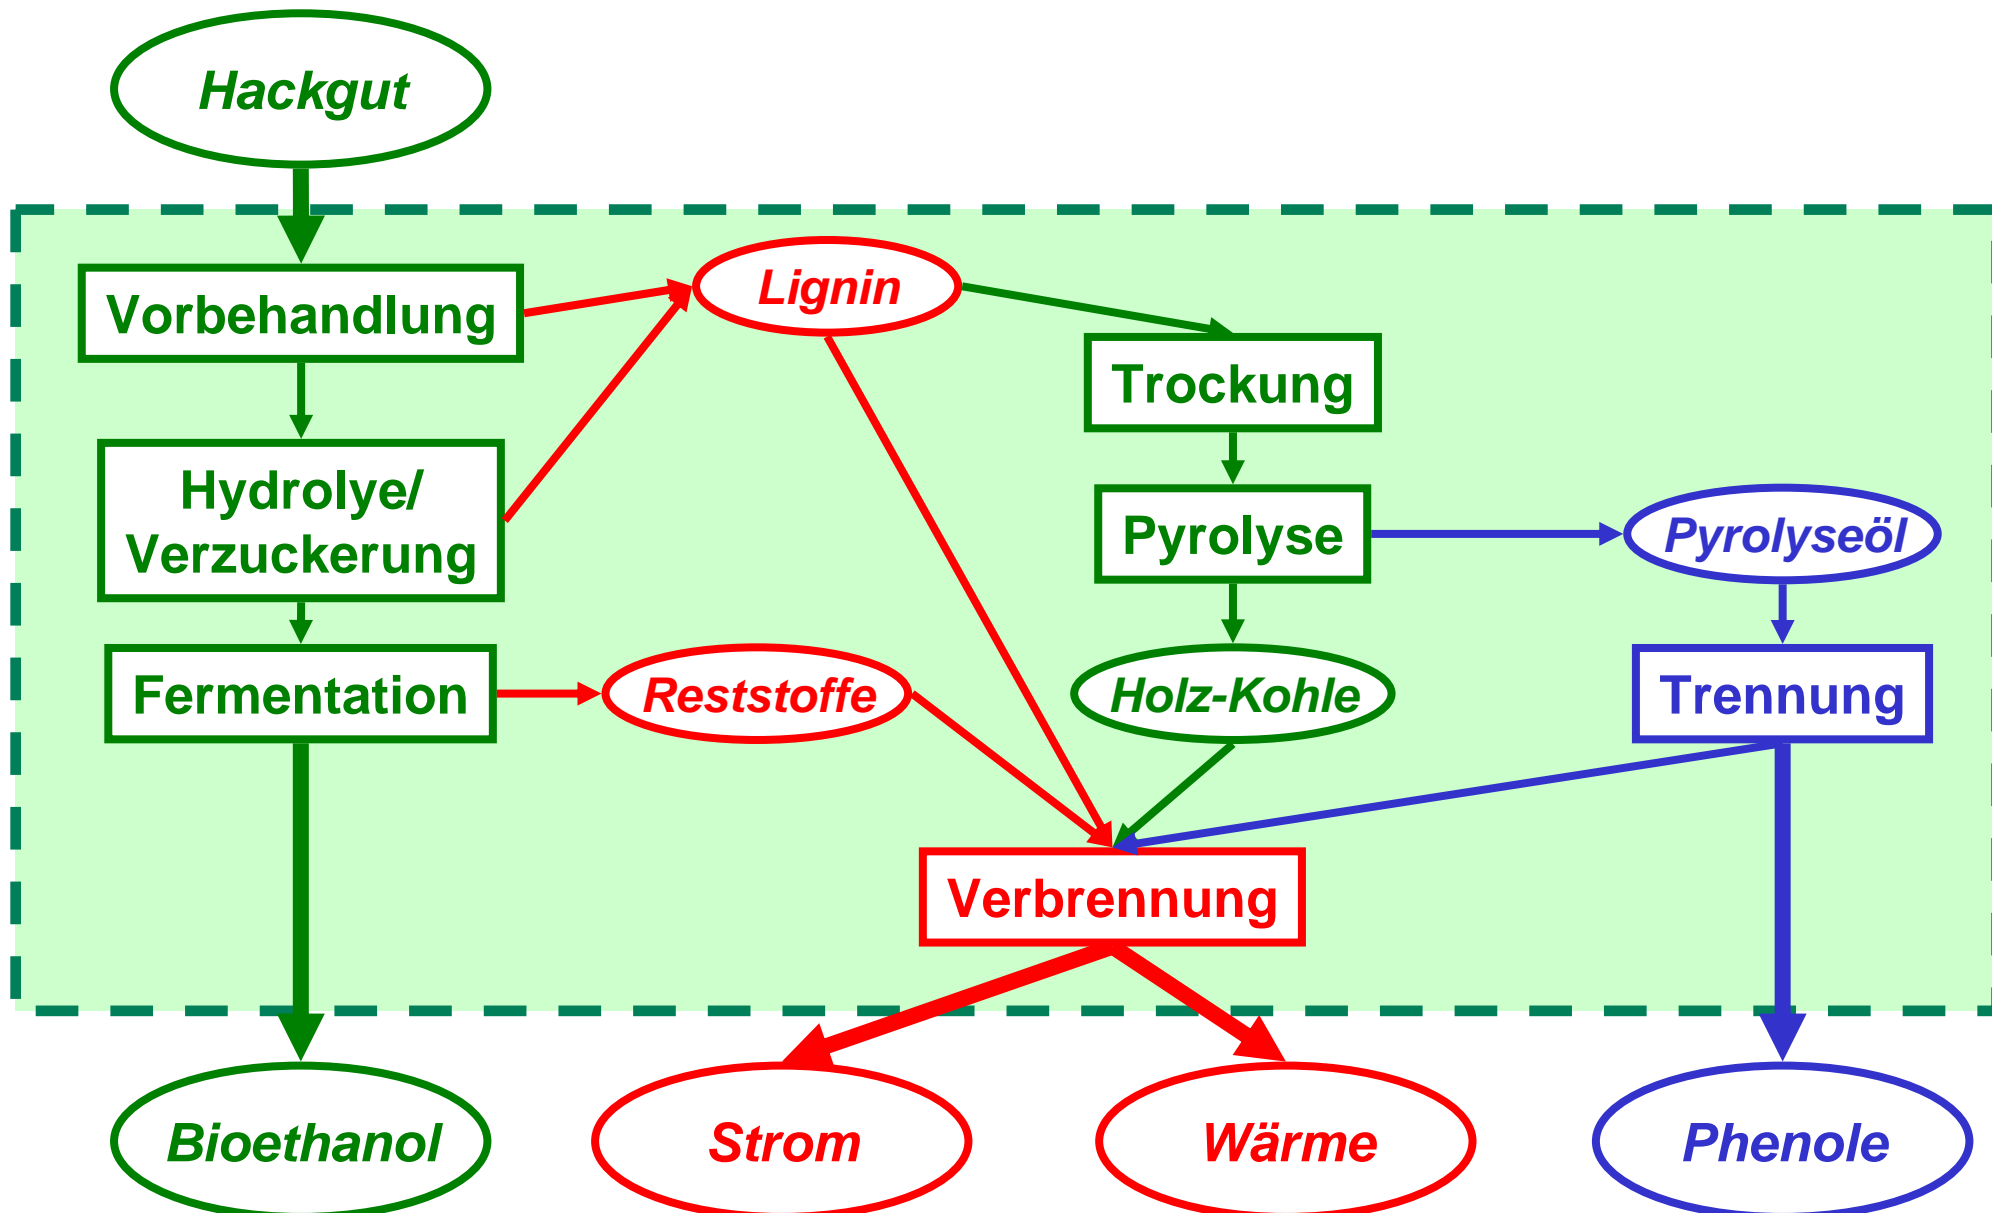 Hackgut
Vorbehandlung
Lignin
Trockung
Hydrolye/
Verzuckerung
Pyrolyse
Pyrolyseöl
Fermentation
Reststoffe
Holz-Kohle
Trennung
Verbrennung
Bioethanol
Strom
Wärme
Phenole